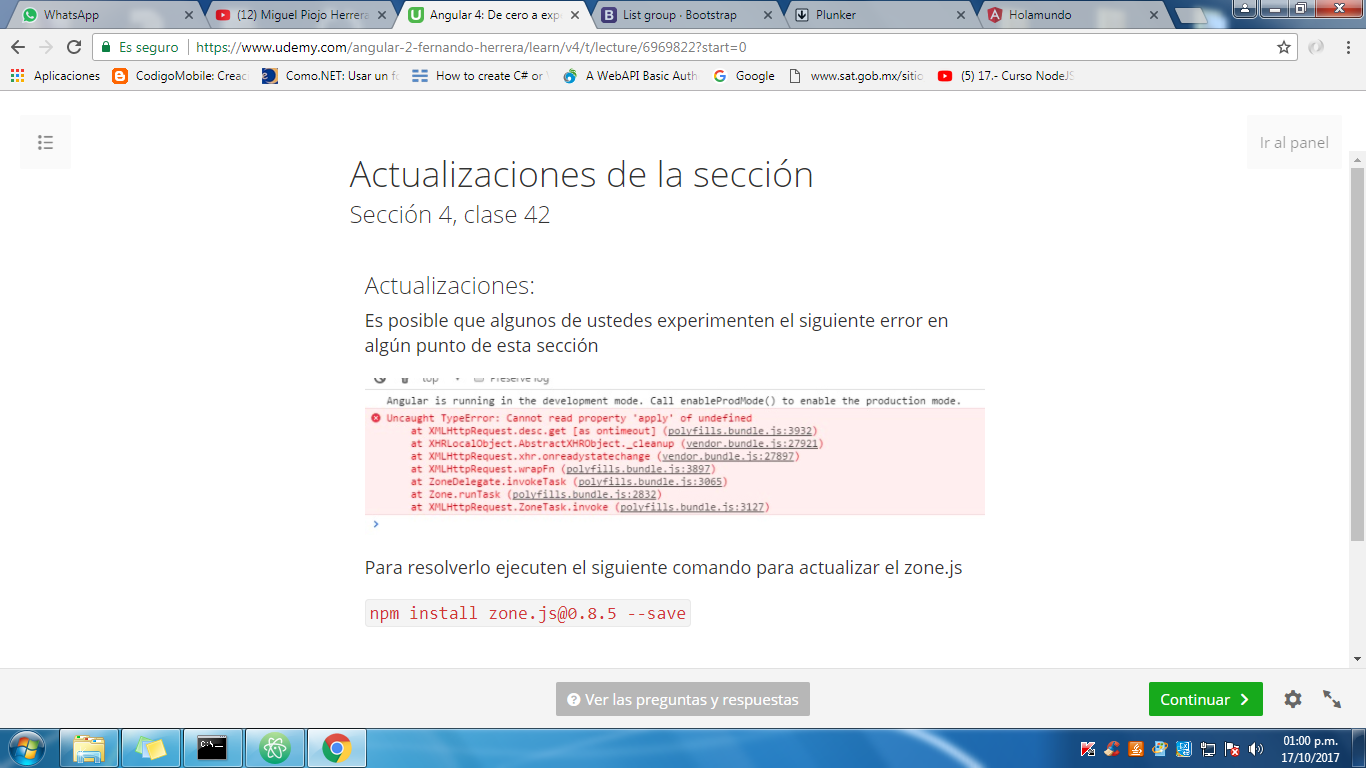 WhatsApp
(12) Miguel Piojo Herrera
Angular 4: De cero a exp
List group · Bootstrap
Plunker
Holamundo
Es seguro
https://www.udemy.com/angular-2-fernando-herrera/learn/v4/t/lecture/6969822?start=0
Aplicaciones
CodigoMobile: Creac
Como.NET: Usar un fo
How to create C# or
A WebAPI Basic Auth
Google
www.sat.gob.mx/sitio
(5) 17.- Curso NodeJS
Ir al panel
Actualizaciones de la sección
Sección 4, clase 42
Actualizaciones:
Es posible que algunos de ustedes experimenten el siguiente error en
algún punto de esta sección
top Preserve log
Angular is running in the development mode. Call enableProdMode() to enable the production mode.
Uncaught TypeError: Cannot read property 'apply' of undefined
at XMLHttpRequest.desc.get [as ontimeout] (polyfills.bundle.js:3932)
at XHRLocalObject.AbstractXHRObject._cleanup (vendor.bundle.js:27921)
at XMLHttpRequest.xhr.onreadystatechange (vendor.bundle.js:27897)
at XMLHttpRequest.wrapFn (polyfills.bundle.js:3897)
at ZoneDelegate.invokeTask (polyfills.bundle.js:3065)
at Zone.runTask (polyfills.bundle.js:2832)
at XMLHttpRequest.ZoneTask.invoke (polyfills.bundle.js:3127)
Para resolverlo ejecuten el siguiente comando para actualizar el zone.js
npm install zone.js@0.8.5 --save
Ver las preguntas y respuestas
Continuar
01:00 p.m.
17/10/2017